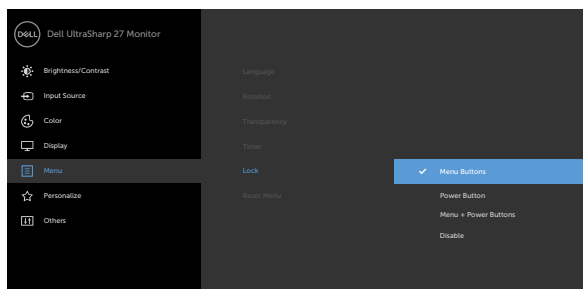 DELL
Dell UltraSharp 27 Monitor
Brightness/Contrast
Input Source
Color
Display
Menu
Personalize
Others
Language
Rotation
Transparency
Timer
Lock
Reset Menu
Menu Buttons
Power Button
Menu + Power Buttons
Disable